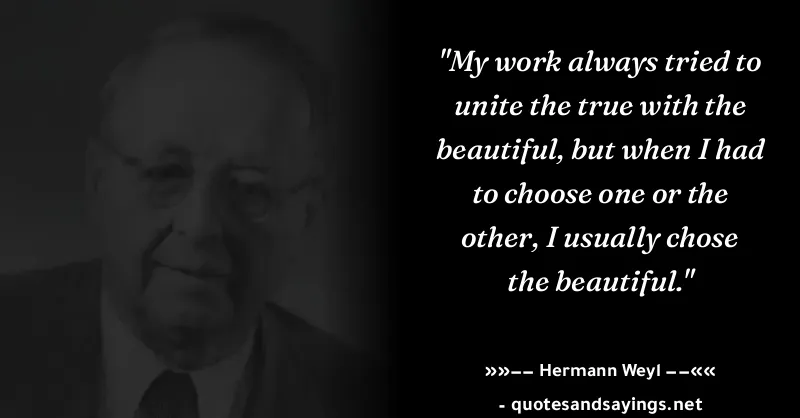 "My work always tried to
unite the true with the
beautiful, but when I had
to choose one or the
other, I usually chose
the beautiful."
»»−− Hermann Weyl −−««
- quotesandsayings.net